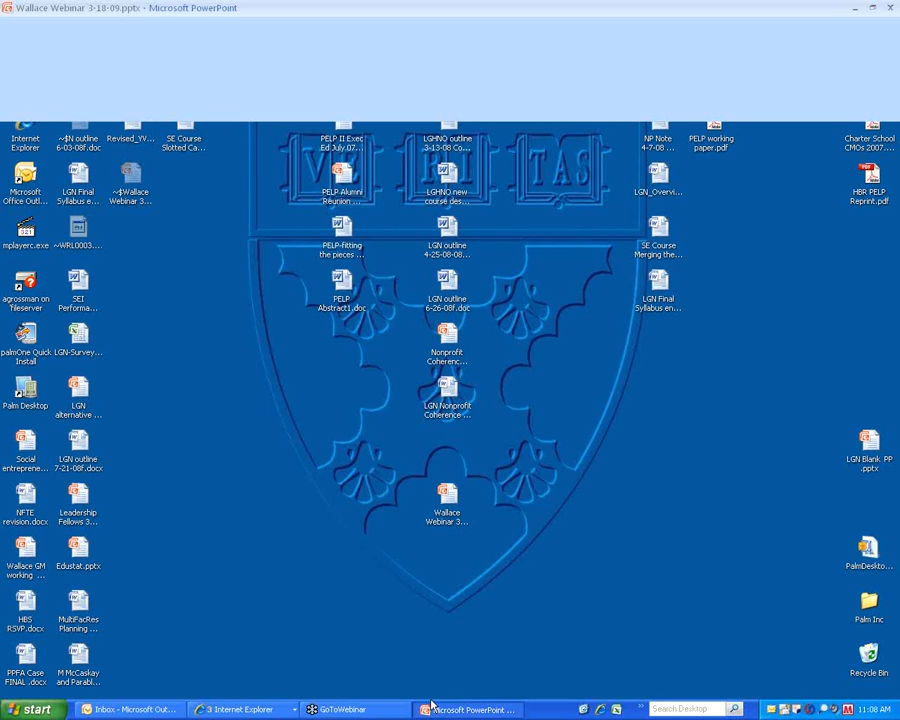 Wallace Webinar 3-18-09.pptx - Microsoft PowerPoint
VE RI TAS
Internet
Explorer
~$N outline
6-03-08f.doc
Revised_YV...
SE Course
Slotted Ca...
PELP II Exec
Ed July 07...
LGHNO outline
3-13-08 Co...
NP Note
4-7-08 ...
PELP working
paper.pdf
Charter School
CMOs 2007...
Microsoft
Office Outl...
LGN Final
Syllabus e...
~$Wallace
Webinar 3...
PELP Alumni
Reunion ...
LGHNO new
course des...
LGN_Overvi...
HBR PELP
Reprint.pdf
mplayerc.exe
~WRL0003....
PELP-fitting
the pieces ...
LGN outline
4-25-08-08...
SE Course
Merging the...
agrossman on
'fileserver'
SEI
Performa...
PELP
Abstract1.doc
LGN outline
6-26-08f.doc
LGN Final
Syllabus en...
palmOne Quick
Install
LGN-Survey...
Nonprofit
Coherenc...
Palm Desktop
LGN
alternative ...
LGN Nonprofit
Coherence ...
Social
entreprene...
LGN outline
7-21-08f.docx
LGN Blank PP
.pptx
NFTE
revision.docx
Leadership
Fellows 3...
Wallace
Webinar 3...
Wallace GM
working ...
Edustat.pptx
PalmDeskto...
HBS
RSVP.docx
MultiFacRes
Planning ...
Palm Inc
PPFA Case
FINAL .docx
M McCaskay
and Parabl...
Recycle Bin
start
Inbox - Microsoft Out...
3 Internet Explorer
GoToWebinar
Microsoft PowerPoint ...
Search Desktop
11:08 AM